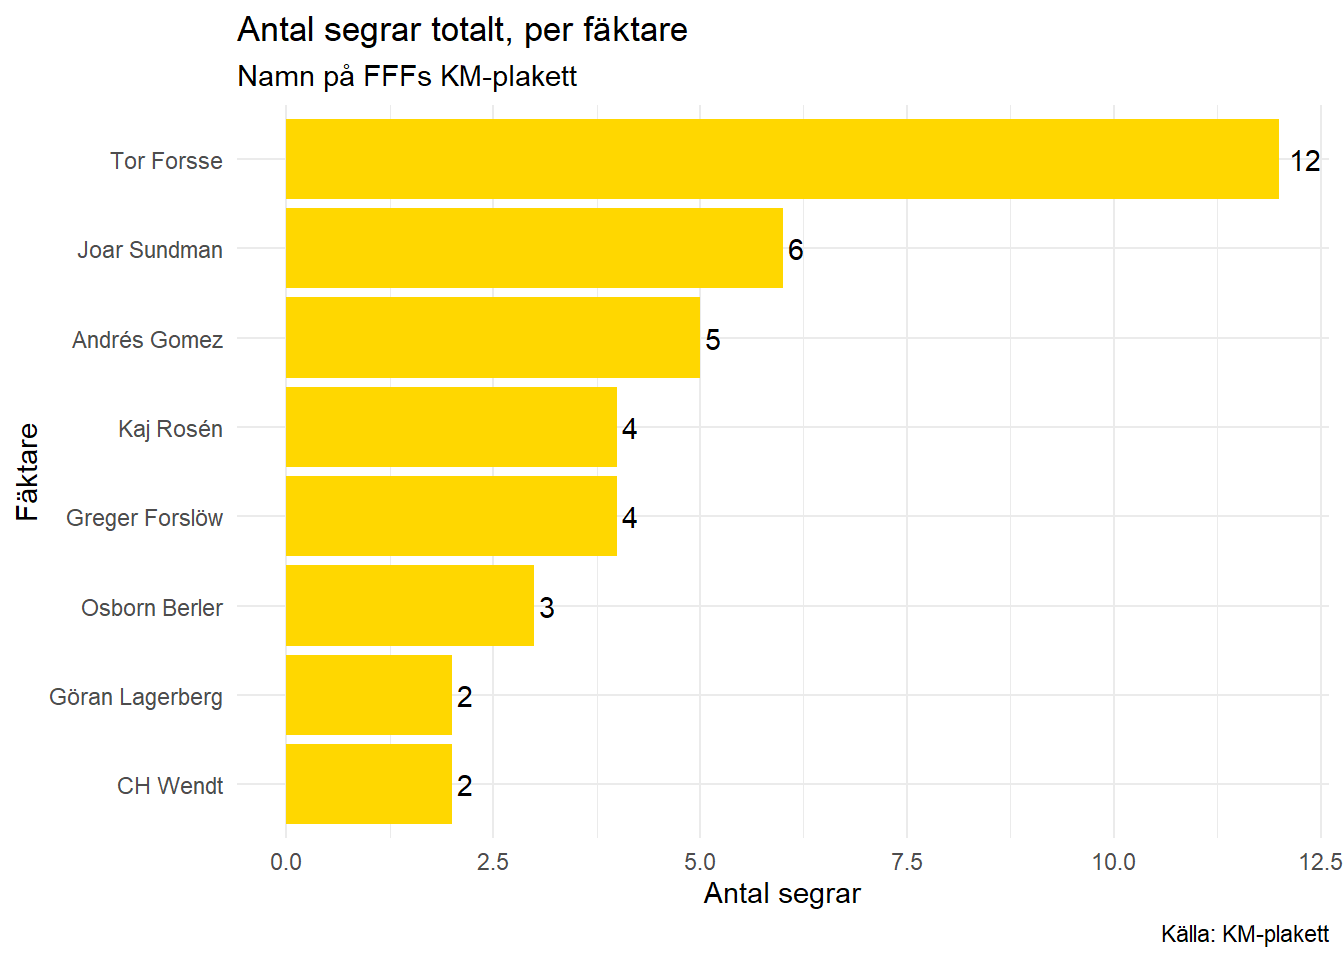 Antal segrar totalt, per fäktare
Namn på FFFs KM-plakett
Fäktare
Tor Forsse
12
Joar Sundman
6
Andrés Gomez
5
Kaj Rosén
4
Greger Forslöw
4
Osborn Berler
3
Göran Lagerberg
2
CH Wendt
2
0.0 2.5 5.0 7.5 10.0 12.5
Antal segrar
Källa: KM-plakett